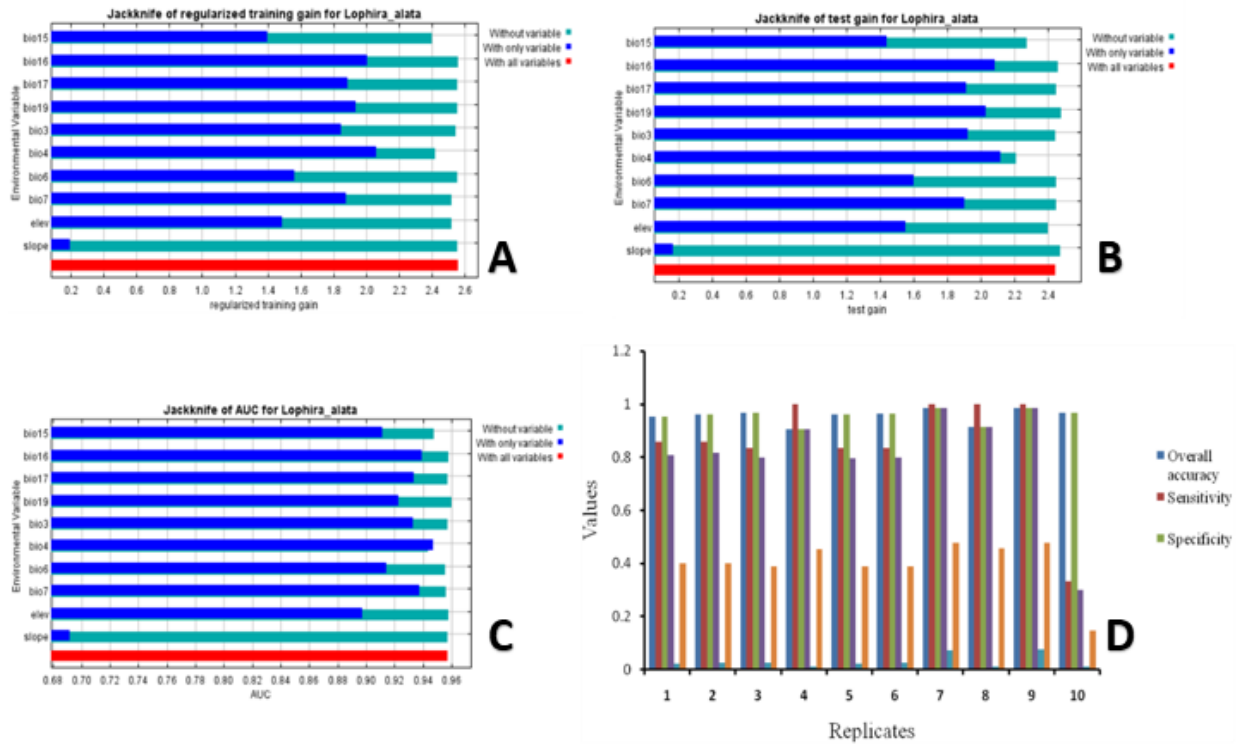 Jackknife of regularized training gain for Lophira_alata
Environmental Variable
bio15
bio16
bio17
bio19
bio3
bio4
bio6
bio7
elev
slope
Without variable
With only variable
With all variables
0.2 0.4 0.6 0.8 1.0 1.2 1.4 1.6 1.8 2.0 2.2 2.4 2.6
regularized training gain
A
Jackknife of test gain for Lophira_alata
Environmental Variable
bio15
bio16
bio17
bio19
bio3
bio4
bio6
bio7
elev
slope
Without variable
With only variable
With all variables
0.2 0.4 0.6 0.8 1.0 1.2 1.4 1.6 1.8 2.0 2.2 2.4
test gain
B
Jackknife of AUC for Lophira_alata
Environmental Variable
bio15
bio16
bio17
bio19
bio3
bio4
bio6
bio7
elev
slope
Without variable
With only variable
With all variables
0.68 0.70 0.72 0.74 0.76 0.78 0.80 0.82 0.84 0.86 0.88 0.90 0.92 0.94 0.96
AUC
C
Values
1.2
1
0.8
0.6
0.4
0.2
0
1 2 3 4 5 6 7 8 9 10
Replicates
Overall
accuracy
Sensitivity
Specificity
D